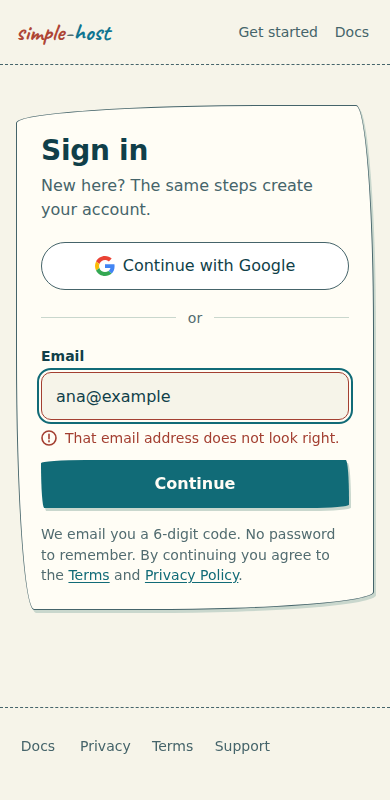 simple-host
Get started Docs
Sign in
New here? The same steps create
your account.
Continue with Google
or
Email
ana@example
That email address does not look right.
Continue
We email you a 6-digit code. No password
to remember. By continuing you agree to
the Terms and Privacy Policy.
Docs Privacy Terms Support